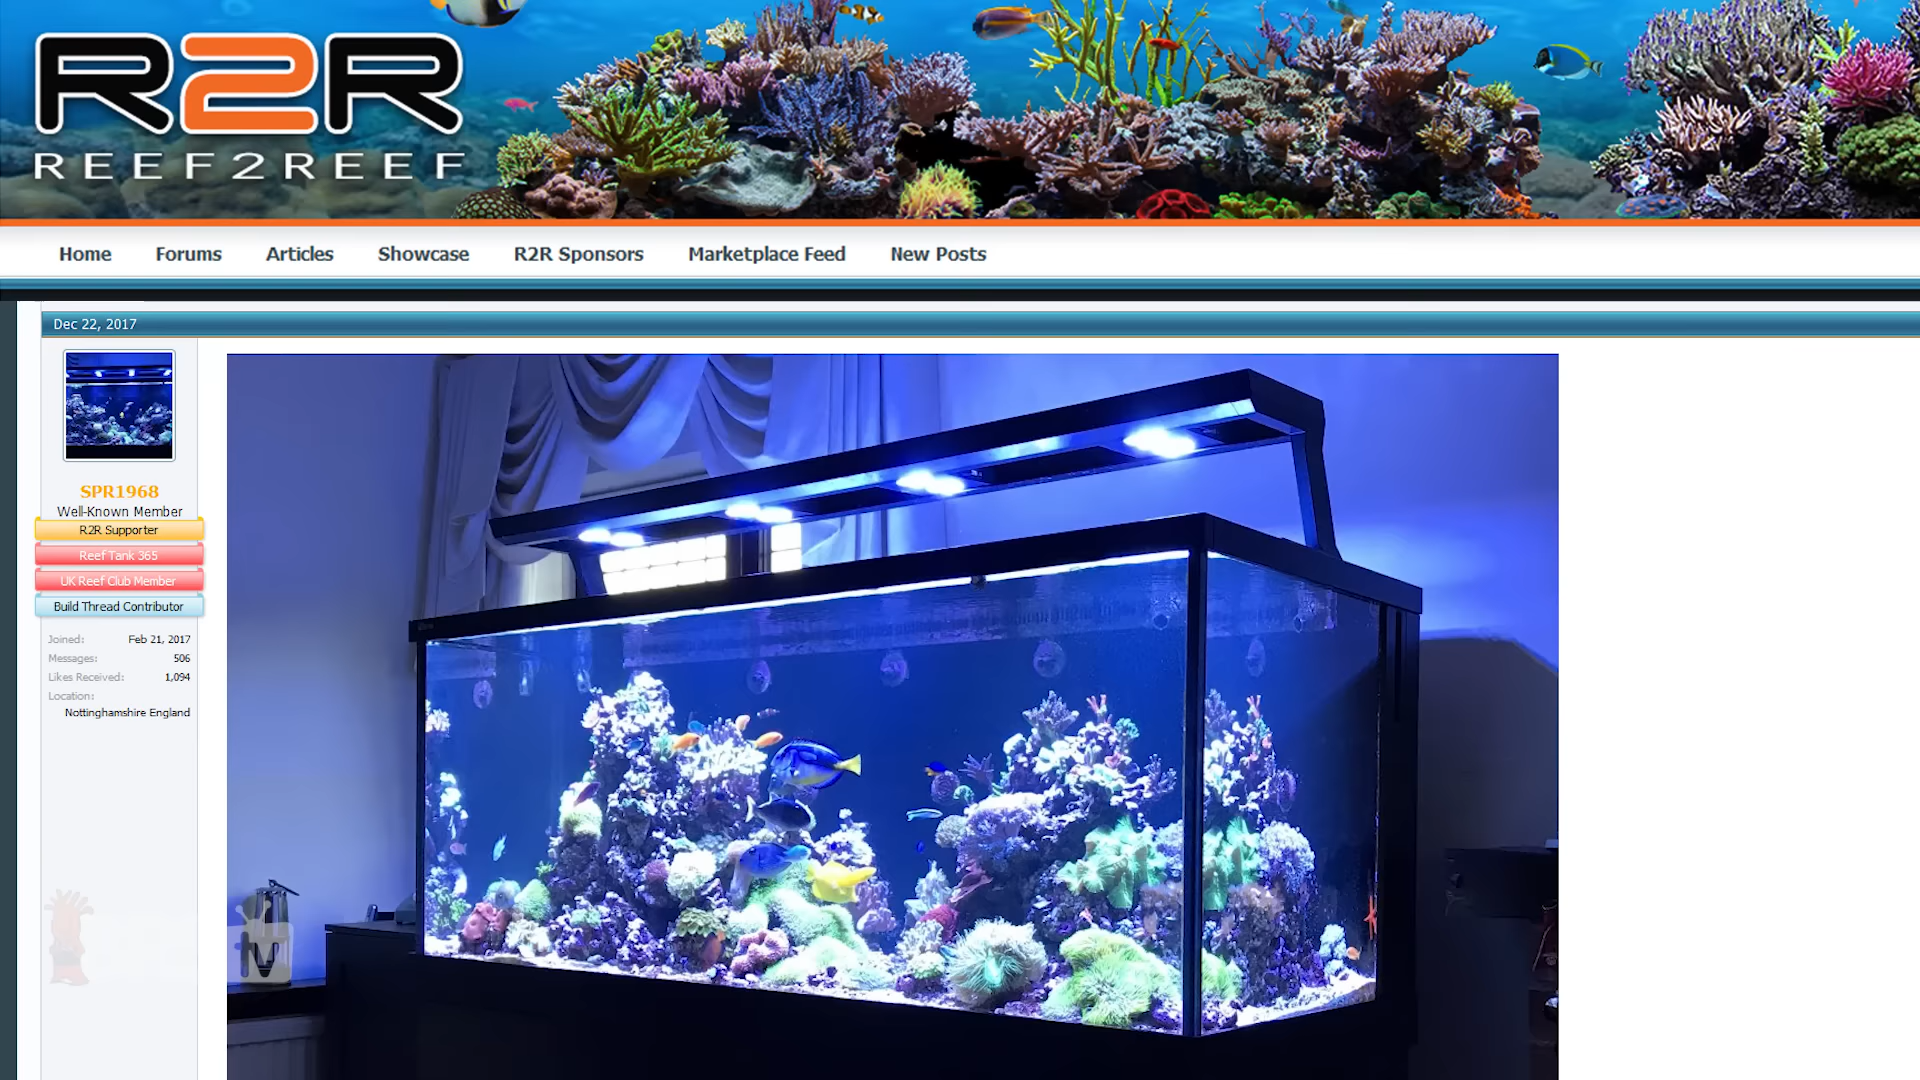 R2R
REEF2REEF
Home Forums Articles Showcase R2R Sponsors Marketplace Feed New Posts
Dec 22, 2017
SPR1968
Well-Known Member
R2R Supporter
Reef Tank 365
UK Reef Club Member
Build Thread Contributor
Joined: Feb 21, 2017
Messages: 506
Likes Received: 1,094
Location:
Nottinghamshire England
tv